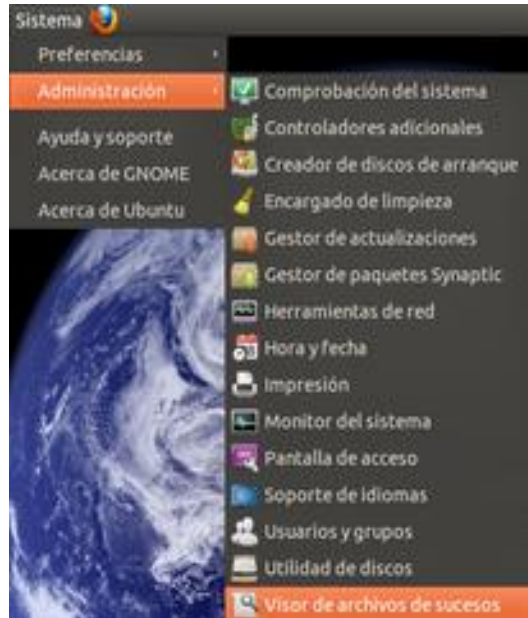 Sistema
Preferencias
Administración
Ayuda y soporte
Acerca de GNOME
Acerca de Ubuntu
Comprobación del sistema
Controladores adicionales
Creador de discos de arranque
Encargado de limpieza
Gestor de actualizaciones
Gestor de paquetes Synaptic
Herramientas de red
Hora y fecha
Impresión
Monitor del sistema
Pantalla de acceso
Soporte de idiomas
Usuarios y grupos
Utilidad de discos
Visor de archivos de sucesos